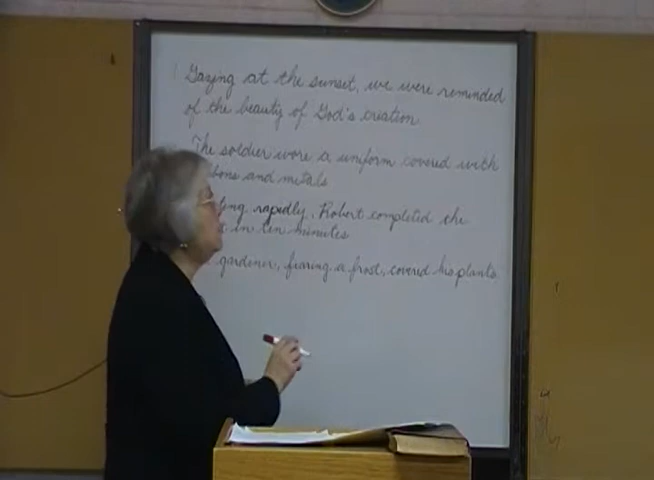 Gazing at the sunset, we were reminded
of the beauty of God's creation.
The soldier wore a uniform covered with
bons and metals
ting rapidly, Robert completed the
t in ten minutes
gardener, fearing a frost, covered his plants.